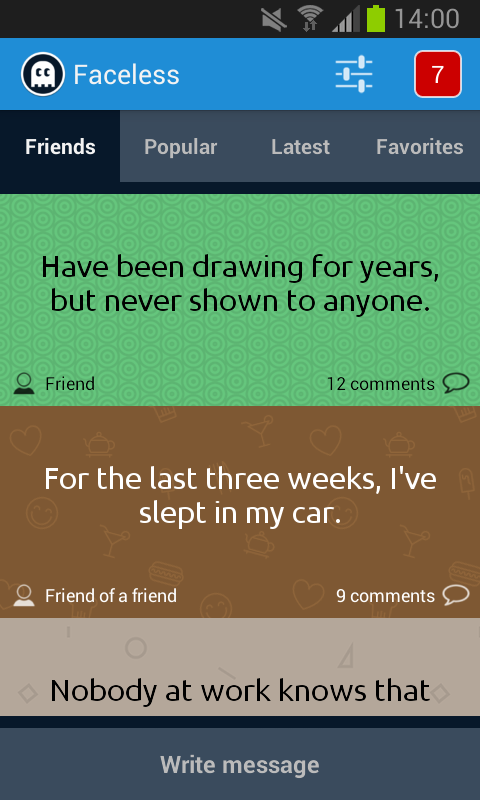 14:00
Faceless
7
Friends Popular Latest Favorites
Have been drawing for years,
but never shown to anyone.
Friend 12 comments
For the last three weeks, I've
slept in my car.
Friend of a friend 9 comments
Nobody at work knows that
Write message